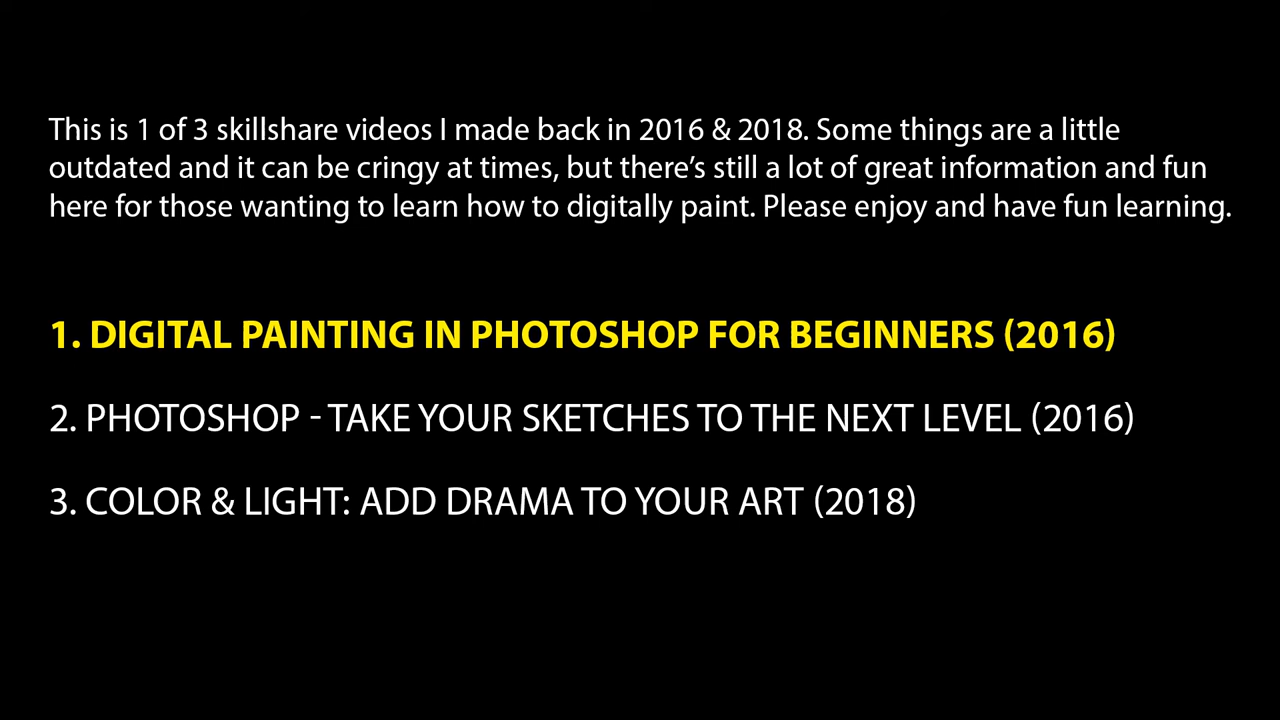 This is 1 of 3 skillshare videos I made back in 2016 & 2018. Some things are a little
outdated and it can be cringy at times, but there’s still a lot of great information and fun
here for those wanting to learn how to digitally paint. Please enjoy and have fun learning.
1. DIGITAL PAINTING IN PHOTOSHOP FOR BEGINNERS (2016)
2. PHOTOSHOP - TAKE YOUR SKETCHES TO THE NEXT LEVEL (2016)
3. COLOR & LIGHT: ADD DRAMA TO YOUR ART (2018)